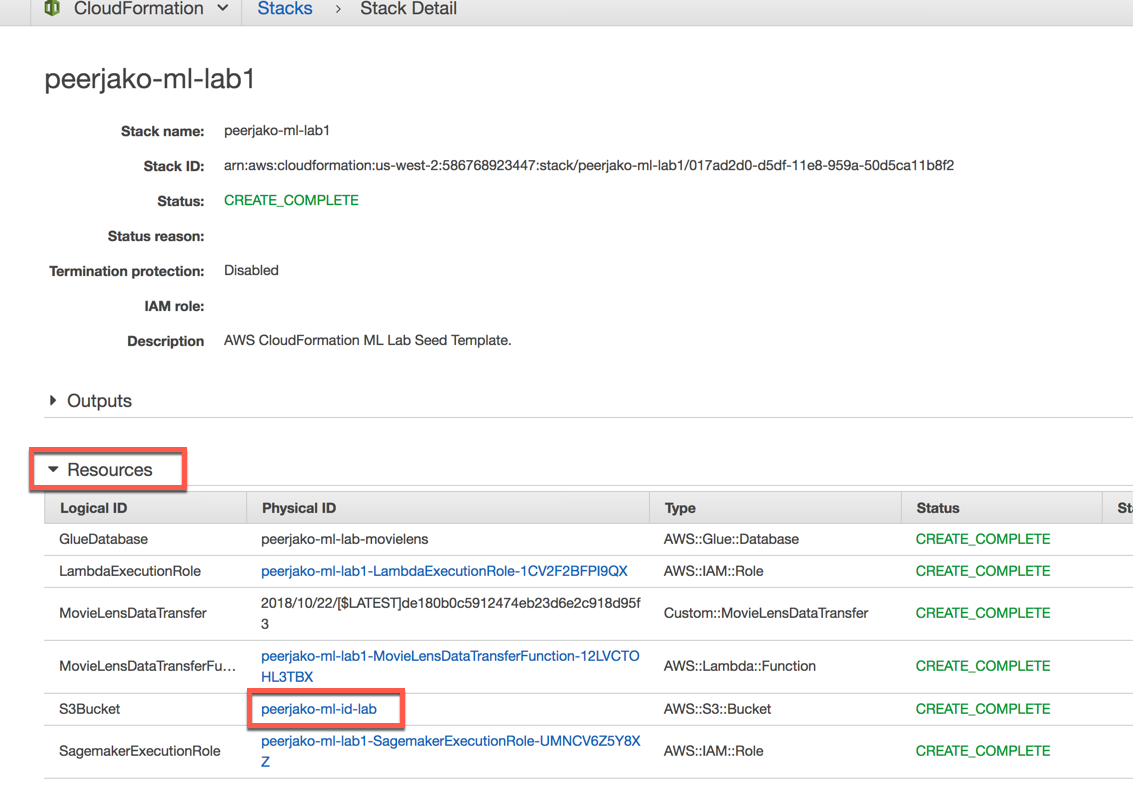 CloudFormation Stacks › Stack Detail
peerjako-ml-lab1
Stack name: peerjako-ml-lab1
Stack ID: arn:aws:cloudformation:us-west-2:586768923447:stack/peerjako-ml-lab1/017ad2d0-d5df-11e8-959a-50d5ca11b8f2
Status: CREATE_COMPLETE
Status reason:
Termination protection: Disabled
IAM role:
Description AWS CloudFormation ML Lab Seed Template.
Outputs
Resources
Logical ID Physical ID Type Status St
GlueDatabase peerjako-ml-lab-movielens AWS::Glue::Database CREATE_COMPLETE
LambdaExecutionRole peerjako-ml-lab1-LambdaExecutionRole-1CV2F2BFPI9QX AWS::IAM::Role CREATE_COMPLETE
MovieLensDataTransfer 2018/10/22/[$LATEST]de180b0c5912474eb23d6e2c918d95f Custom::MovieLensDataTransfer CREATE_COMPLETE
3
MovieLensDataTransferFu… peerjako-ml-lab1-MovieLensDataTransferFunction-12LVCTO AWS::Lambda::Function CREATE_COMPLETE
HL3TBX
S3Bucket peerjako-ml-id-lab AWS::S3::Bucket CREATE_COMPLETE
SagemakerExecutionRole peerjako-ml-lab1-SagemakerExecutionRole-UMNCV6Z5Y8X AWS::IAM::Role CREATE_COMPLETE
Z